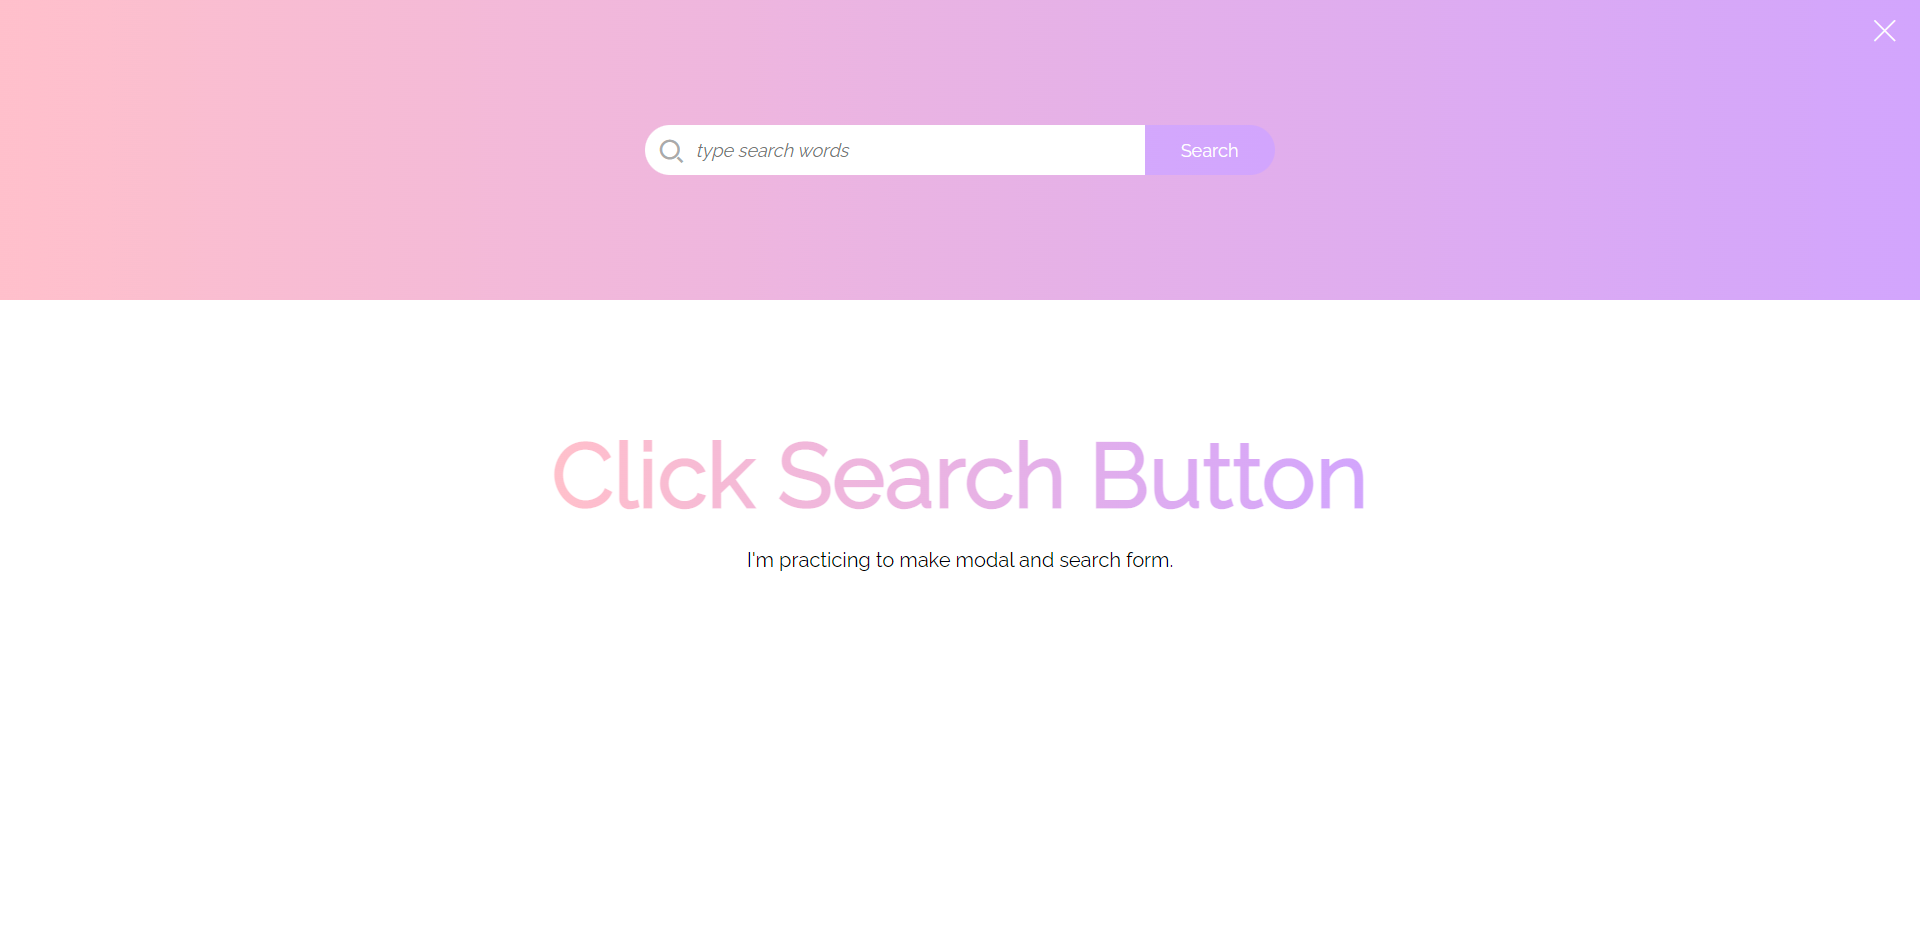 type search words
Search
Click Search Button
I'm practicing to make modal and search form.